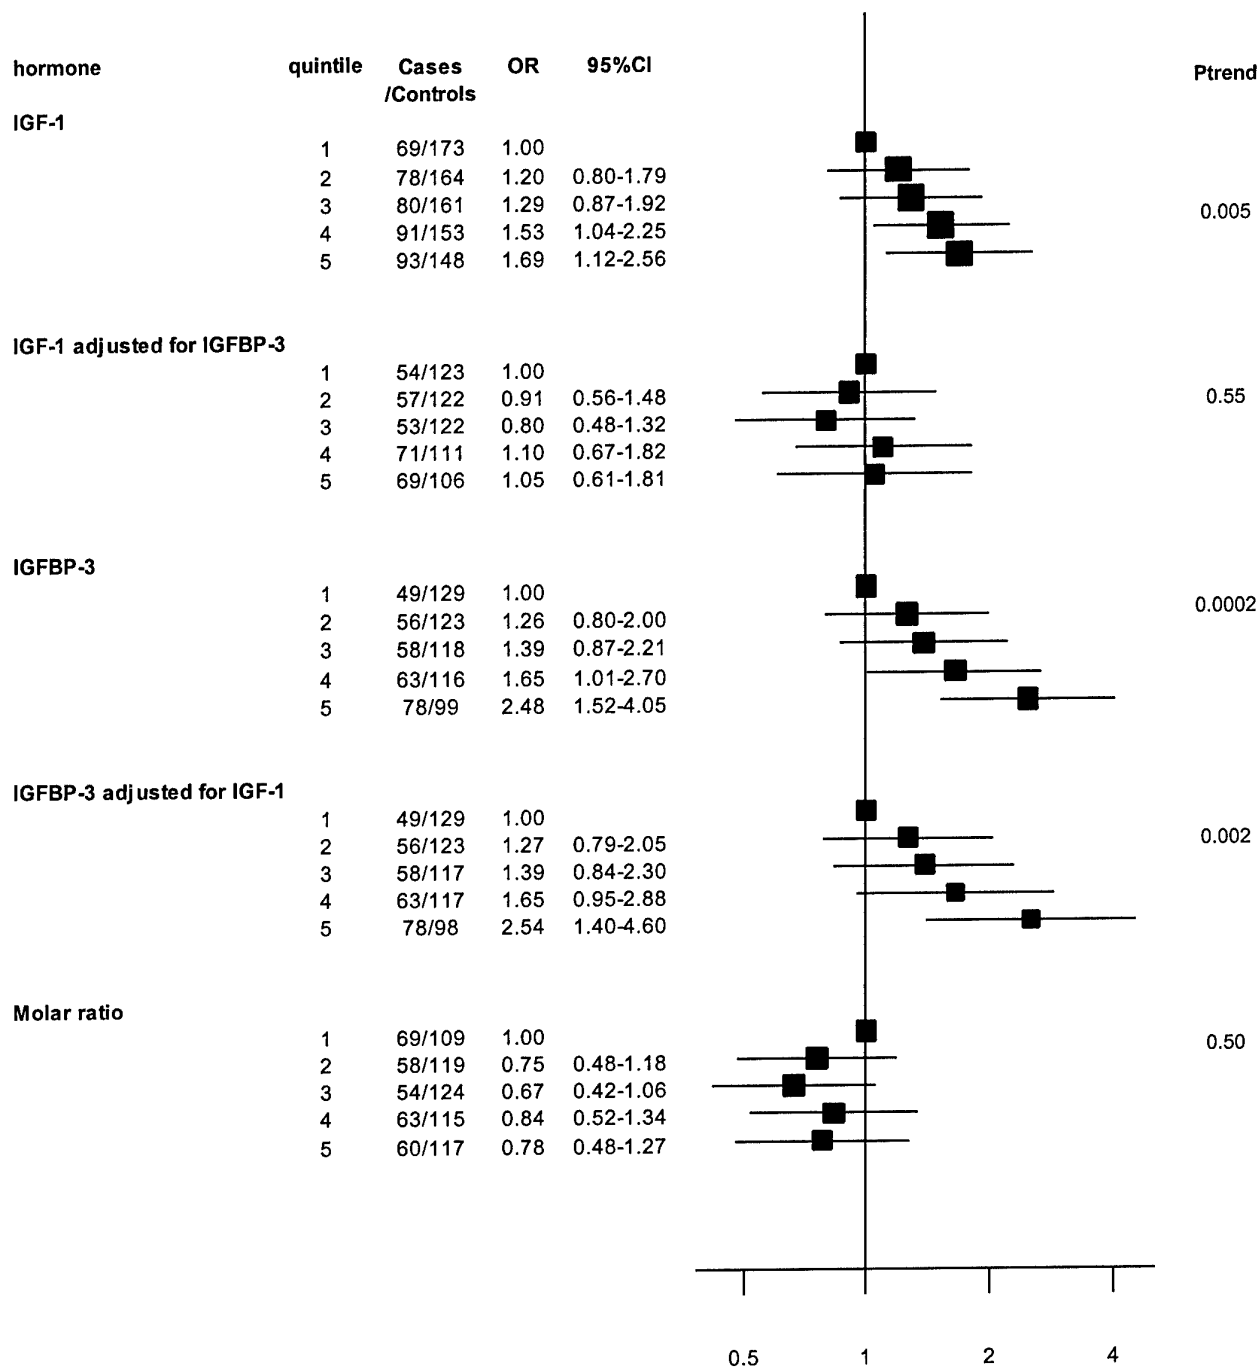 hormone quintile Cases OR 95%CI Ptrend
/Controls
IGF-1
1 69/173 1.00
2 78/164 1.20 0.80-1.79
3 80/161 1.29 0.87-1.92 0.005
4 91/153 1.53 1.04-2.25
5 93/148 1.69 1.12-2.56
IGF-1 adjusted for IGFBP-3
1 54/123 1.00
2 57/122 0.91 0.56-1.48 0.55
3 53/122 0.80 0.48-1.32
4 71/111 1.10 0.67-1.82
5 69/106 1.05 0.61-1.81
IGFBP-3
1 49/129 1.00 0.0002
2 56/123 1.26 0.80-2.00
3 58/118 1.39 0.87-2.21
4 63/116 1.65 1.01-2.70
5 78/99 2.48 1.52-4.05
IGFBP-3 adjusted for IGF-1
1 49/129 1.00
2 56/123 1.27 0.79-2.05 0.002
3 58/117 1.39 0.84-2.30
4 63/117 1.65 0.95-2.88
5 78/98 2.54 1.40-4.60
Molar ratio
1 69/109 1.00 0.50
2 58/119 0.75 0.48-1.18
3 54/124 0.67 0.42-1.06
4 63/115 0.84 0.52-1.34
5 60/117 0.78 0.48-1.27
0.5 1 2 4